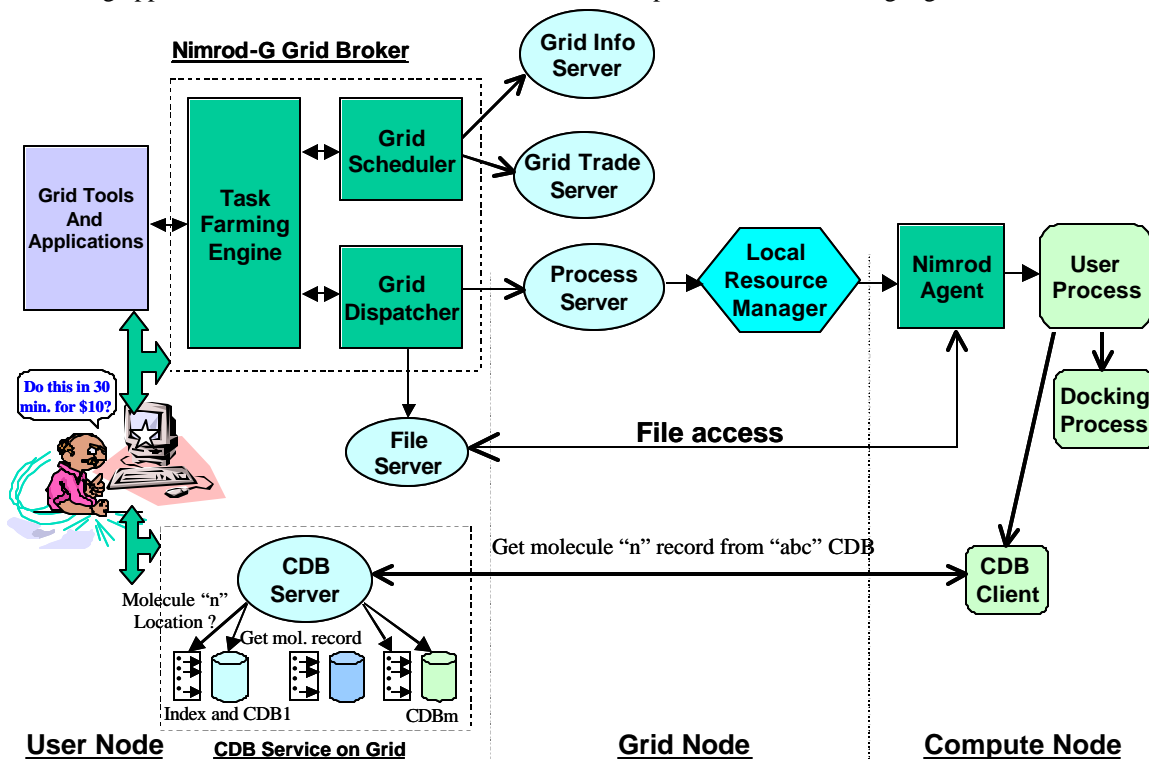 Nimrod-G Grid Broker
Grid Info
Server
Grid
Scheduler
Grid Trade
Server
Grid Tools
And
Applications
Task
Farming
Engine
Grid
Dispatcher
Process
Server
Local
Resource
Manager
Nimrod
Agent
User
Process
Docking
Process
Do this in 30
min. for $10?
File
Server
File access
Get molecule “n” record from “abc” CDB
CDB
Server
CDB
Client
Molecule “n”
Location ?
Get mol. record
Index and CDB1
CDBm
User Node
CDB Service on Grid
Grid Node
Compute Node